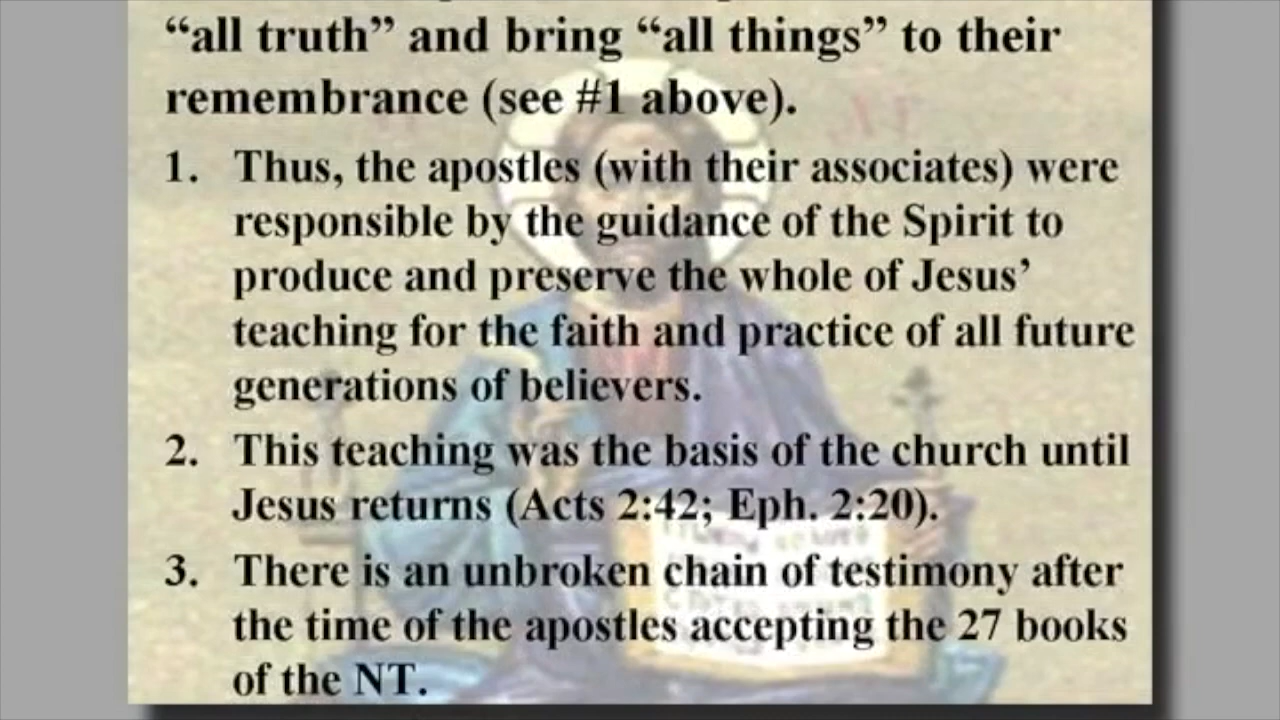 “all truth” and bring “all things” to their
remembrance (see #1 above).
1. Thus, the apostles (with their associates) were
responsible by the guidance of the Spirit to
produce and preserve the whole of Jesus’
teaching for the faith and practice of all future
generations of believers.
2. This teaching was the basis of the church until
Jesus returns (Acts 2:42; Eph. 2:20).
3. There is an unbroken chain of testimony after
the time of the apostles accepting the 27 books
of the NT.